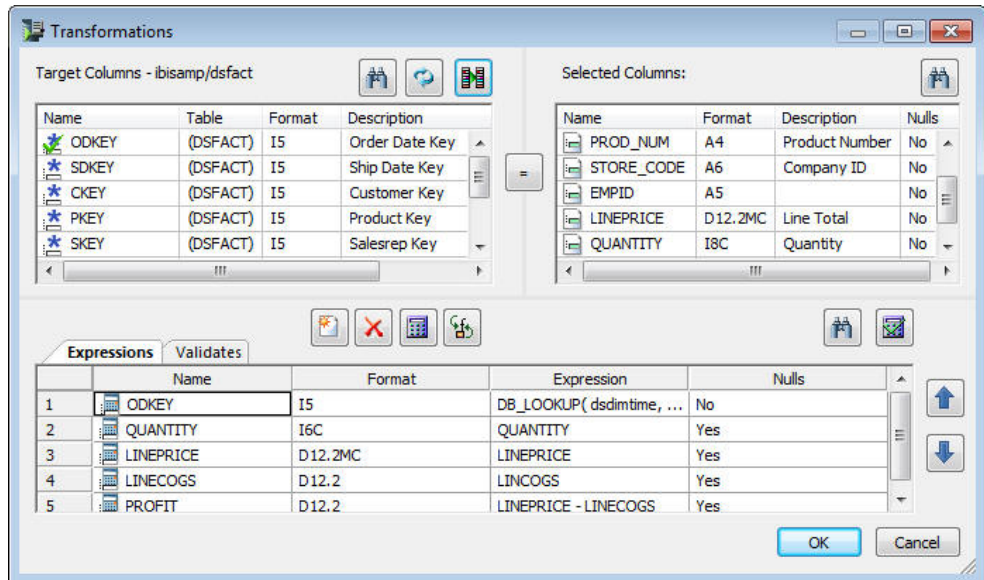 Transformations
Target Columns - ibisamp/dsfact
Selected Columns:
Name Table Format Description
ODKEY (DSFACT) I5 Order Date Key
SDKEY (DSFACT) I5 Ship Date Key
CKEY (DSFACT) I5 Customer Key
PKEY (DSFACT) I5 Product Key
SKEY (DSFACT) I5 Salesrep Key
=
Name Format Description Nulls
PROD_NUM A4 Product Number No
STORE_CODE A6 Company ID No
EMPID A5 No
LINEPRICE D12.2MC Line Total No
QUANTITY I8C Quantity No
Expressions Validates
Name Format Expression Nulls
1 ODKEY I5 DB_LOOKUP( dsdimtime, ... No
2 QUANTITY I6C QUANTITY Yes
3 LINEPRICE D12.2MC LINEPRICE Yes
4 LINECOGS D12.2 LINCOGS Yes
5 PROFIT D12.2 LINEPRICE - LINECOGS Yes
OK Cancel